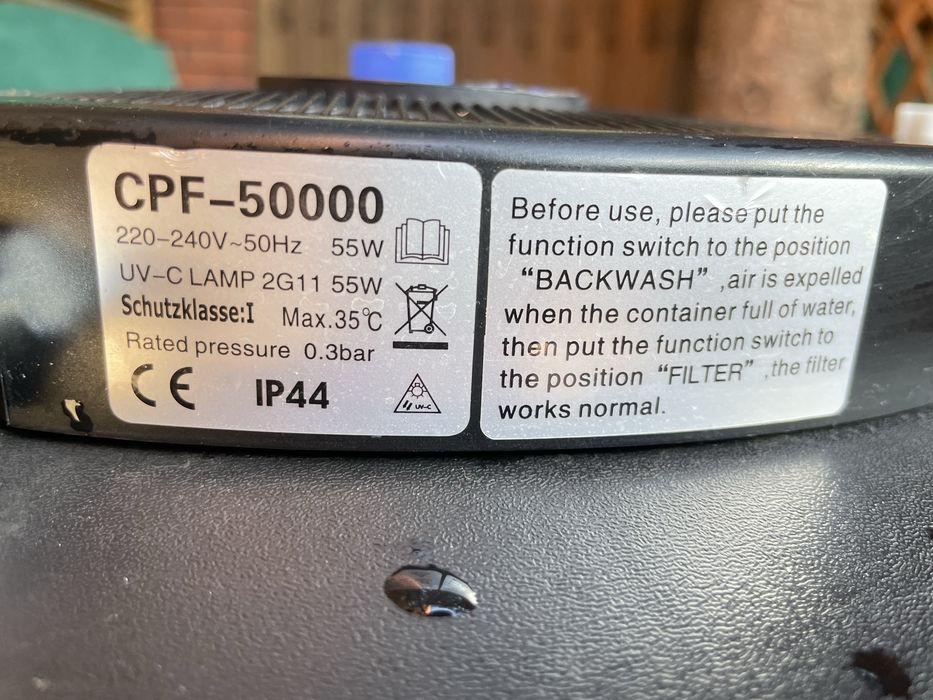 CPF-50000
220-240V~50Hz 55W
UV-C LAMP 2G11 55W
Schutzklasse:I Max.35°C
Rated pressure 0.3bar
CE IP44
UV-C
Before use, please put the
function switch to the position
“BACKWASH” ,air is expelled
when the container full of water,
then put the function switch to
the position “FILTER” ,the filter
works normal.